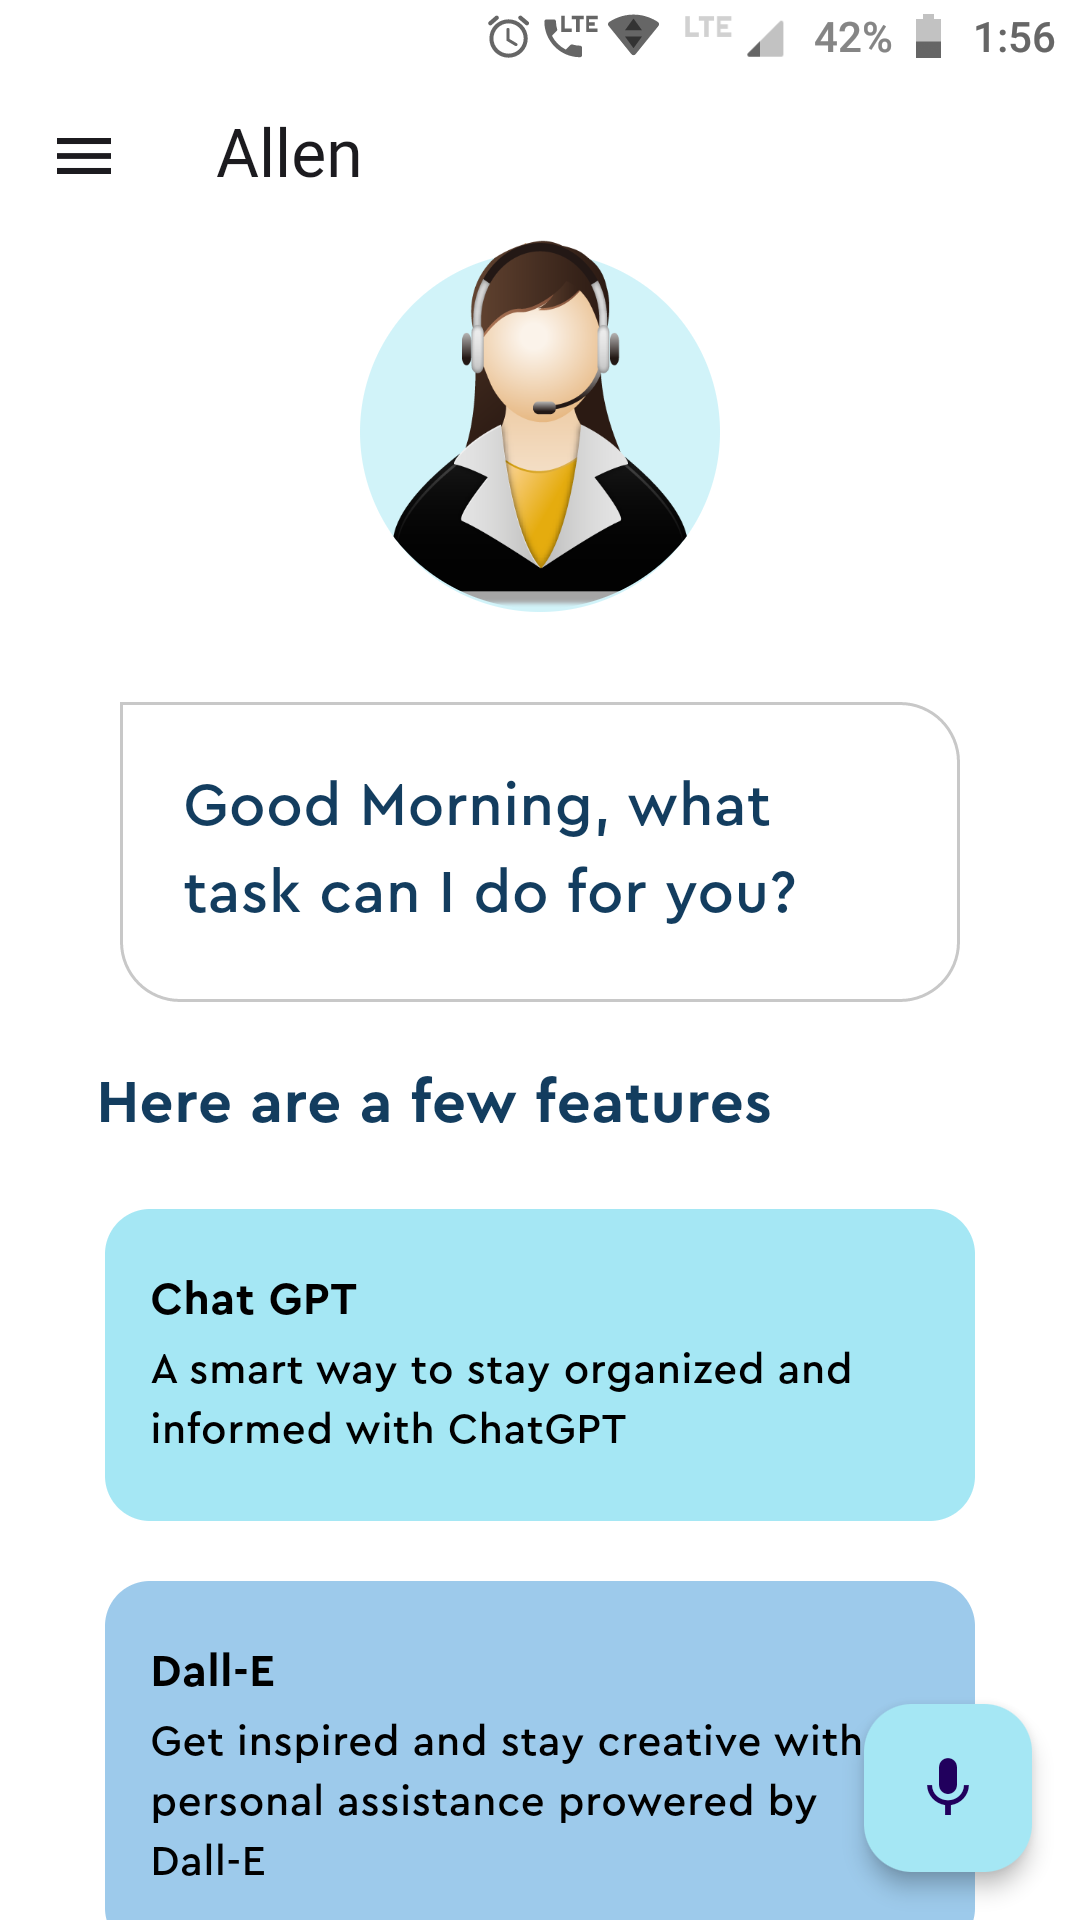 LTE LTE 42% 1:56
Allen
Good Morning, what
task can I do for you?
Here are a few features
Chat GPT
A smart way to stay organized and
informed with ChatGPT
Dall-E
Get inspired and stay creative with
personal assistance prowered by
Dall-E